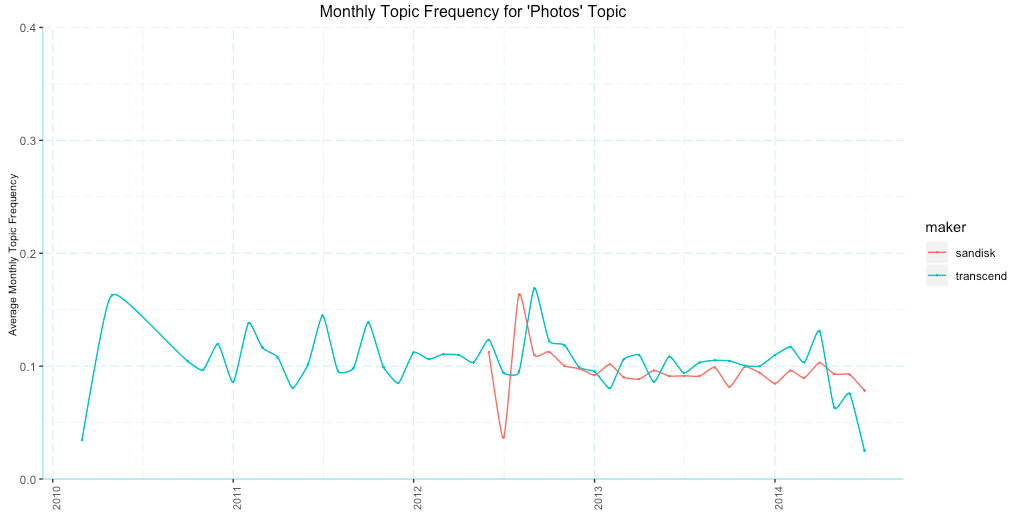 Monthly Topic Frequency for 'Photos' Topic
Average Monthly Topic Frequency
0.4
0.3
0.2
0.1
0.0
2010
2011
2012
2013
2014
maker
sandisk
transcend